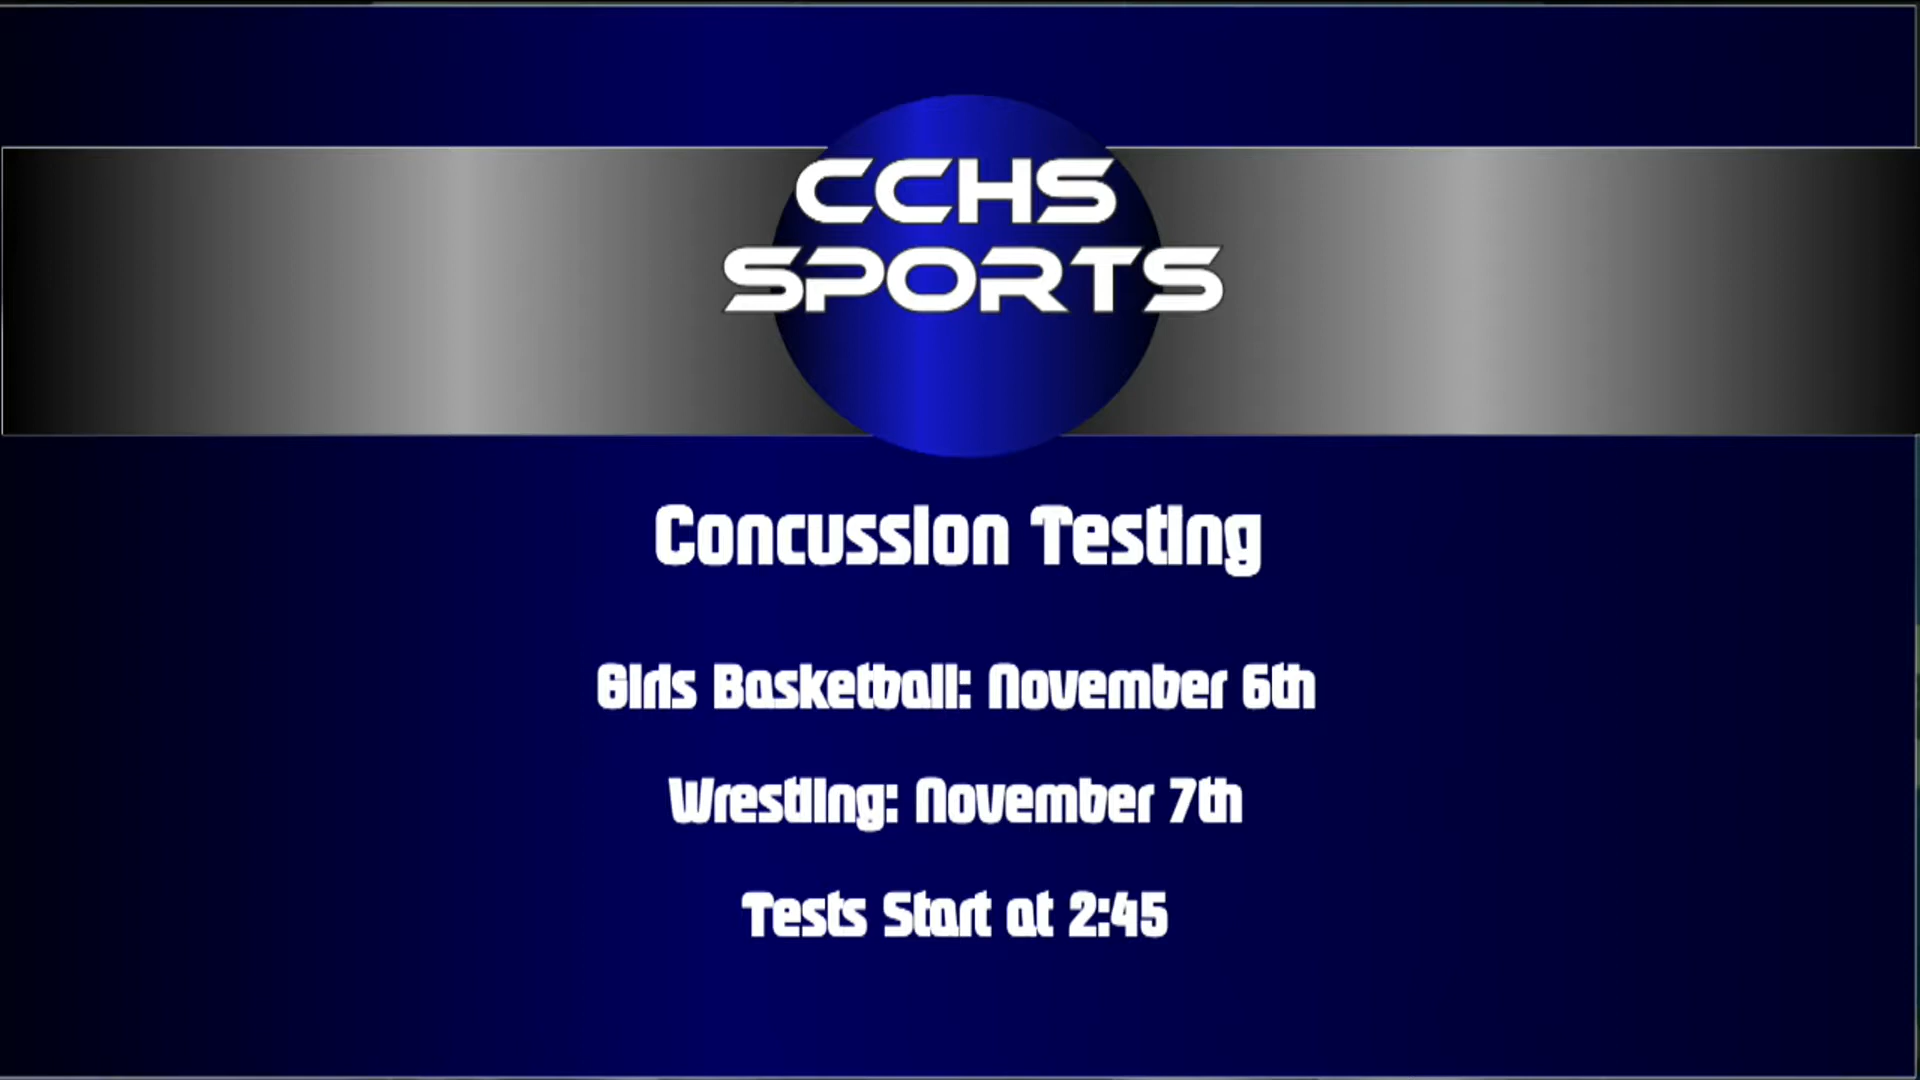 CCHS
SPORTS
Concussion Testing
Girls Basketball: November 6th
Wrestling: November 7th
Tests Start at 2:45